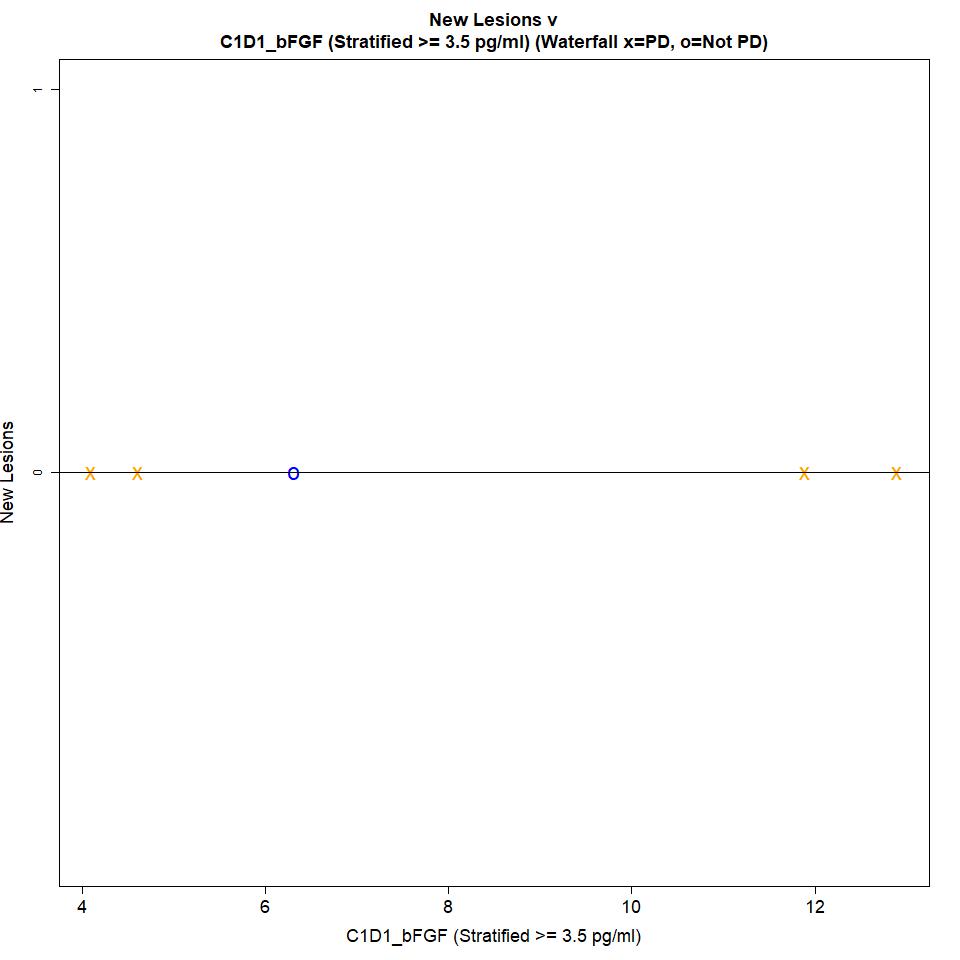 New Lesions v
C1D1_bFGF (Stratified >= 3.5 pg/ml) (Waterfall x=PD, o=Not PD)
1
New Lesions
0
x x o x x
4 6 8 10 12
C1D1_bFGF (Stratified >= 3.5 pg/ml)